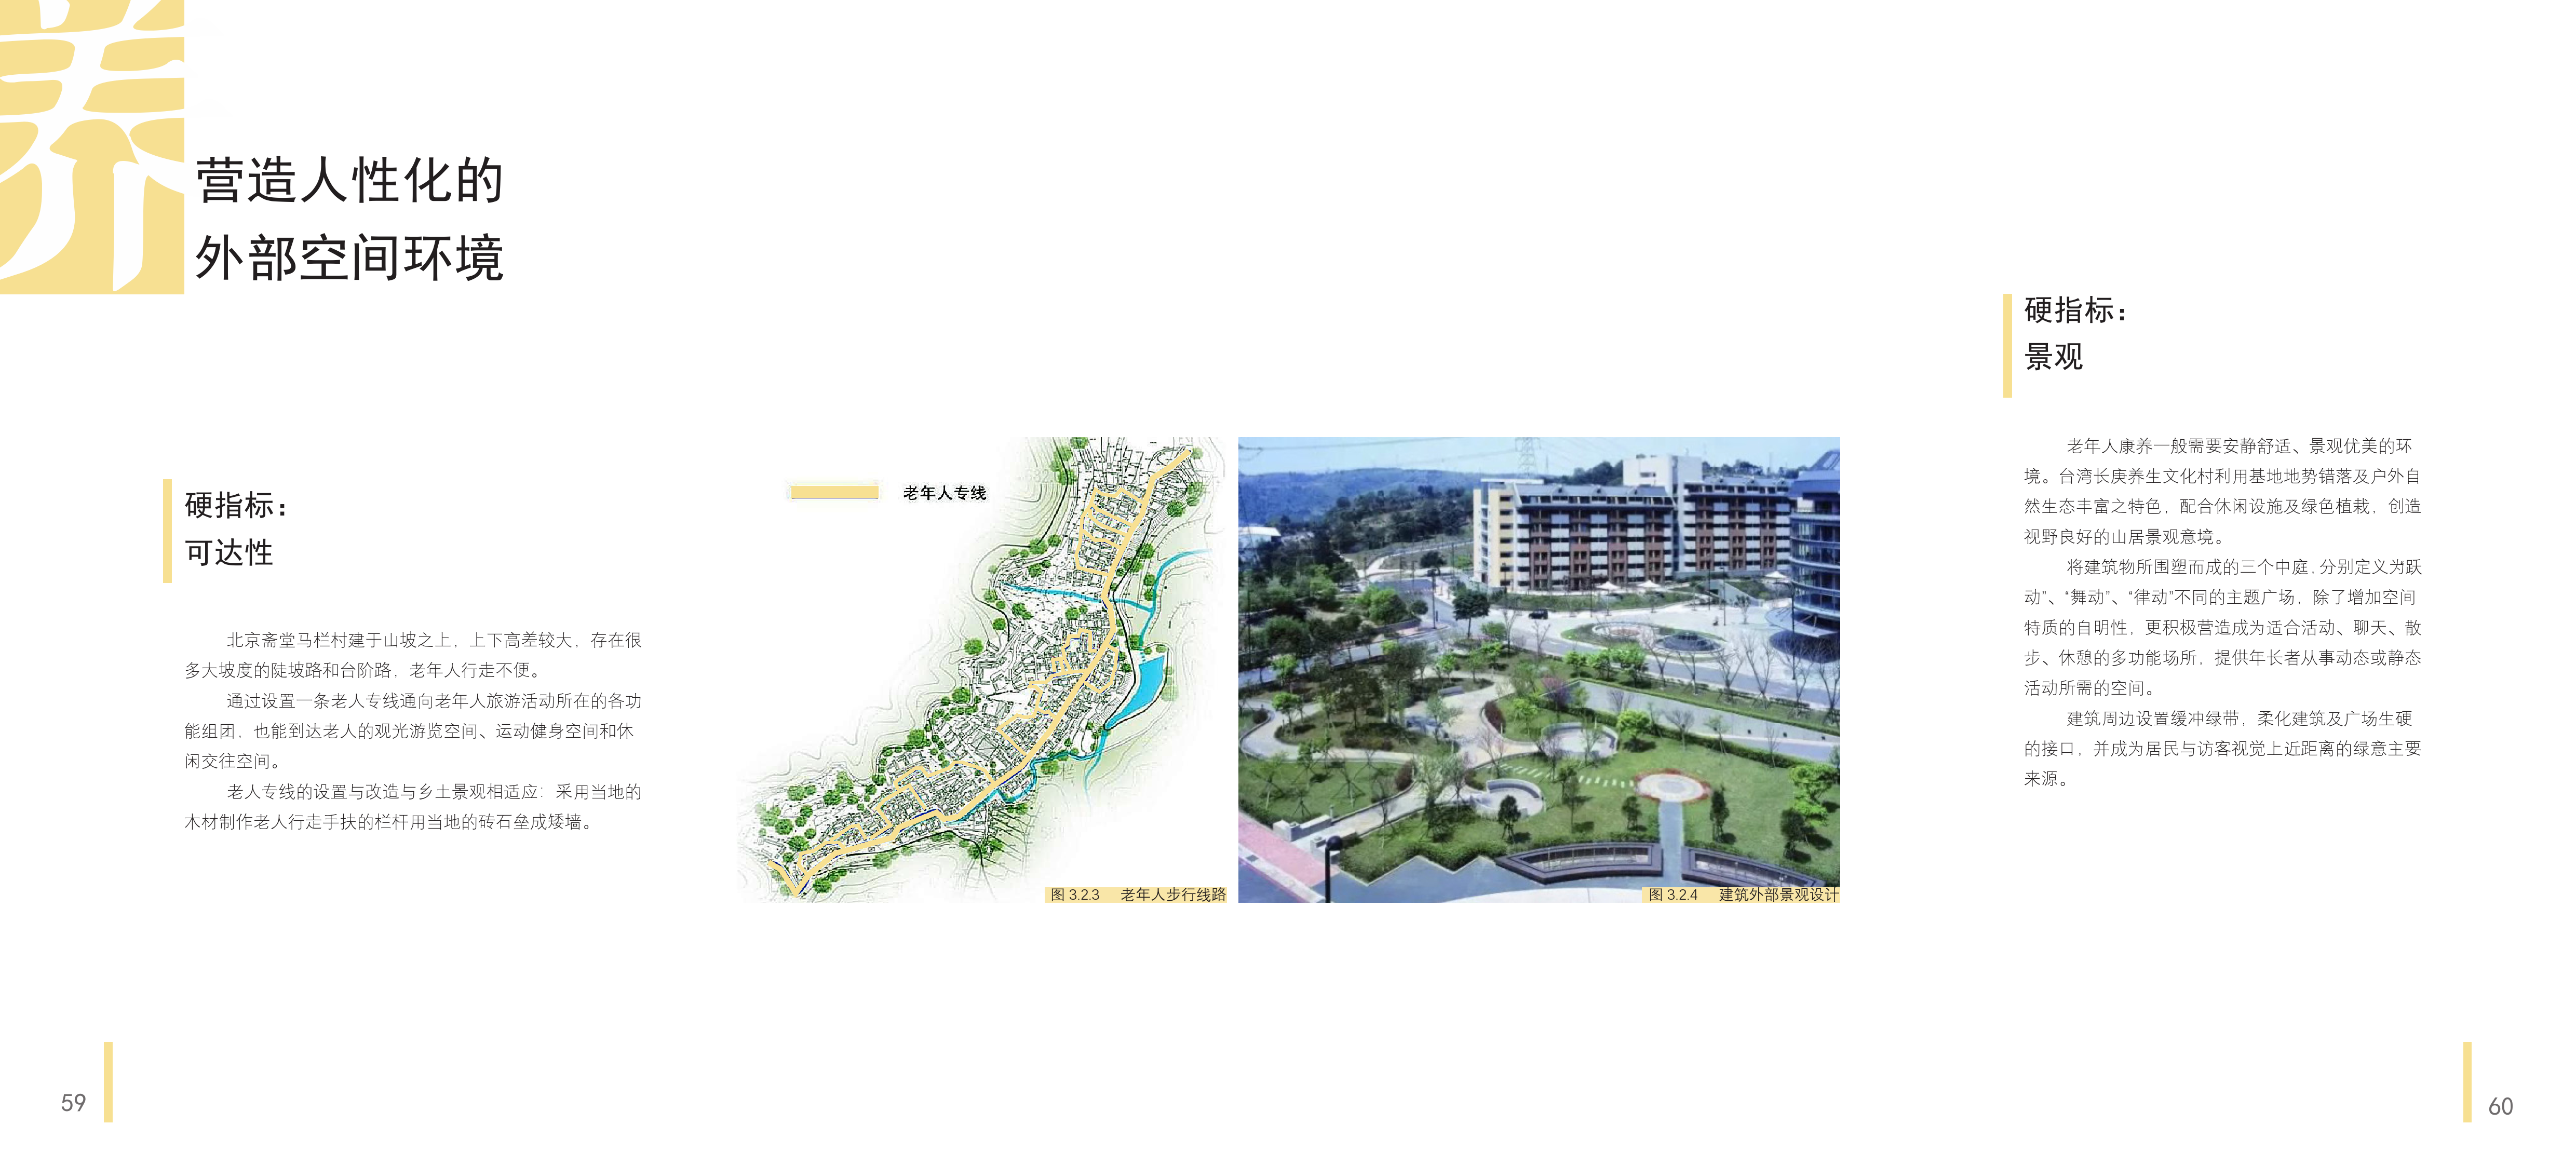 养
营造人性化的
外部空间环境
硬指标：
可达性
北京斋堂马栏村建于山坡之上，上下高差较大，存在很
多大坡度的陡坡路和台阶路，老年人行走不便。
通过设置一条老人专线通向老年人旅游活动所在的各功
能组团，也能到达老人的观光游览空间、运动健身空间和休
闲交往空间。
老人专线的设置与改造与乡土景观相适应：采用当地的
木材制作老人行走手扶的栏杆用当地的砖石垒成矮墙。
老年人专线
图 3.2.3 老年人步行线路
图 3.2.4 建筑外部景观设计
硬指标：
景观
老年人康养一般需要安静舒适、景观优美的环
境。台湾长庚养生文化村利用基地地势错落及户外自
然生态丰富之特色，配合休闲设施及绿色植栽，创造
视野良好的山居景观意境。
将建筑物所围塑而成的三个中庭，分别定义为跃
动”、“舞动”、“律动”不同的主题广场，除了增加空间
特质的自明性，更积极营造成为适合活动、聊天、散
步、休憩的多功能场所，提供年长者从事动态或静态
活动所需的空间。
建筑周边设置缓冲绿带，柔化建筑及广场生硬
的接口，并成为居民与访客视觉上近距离的绿意主要
来源。
59
60